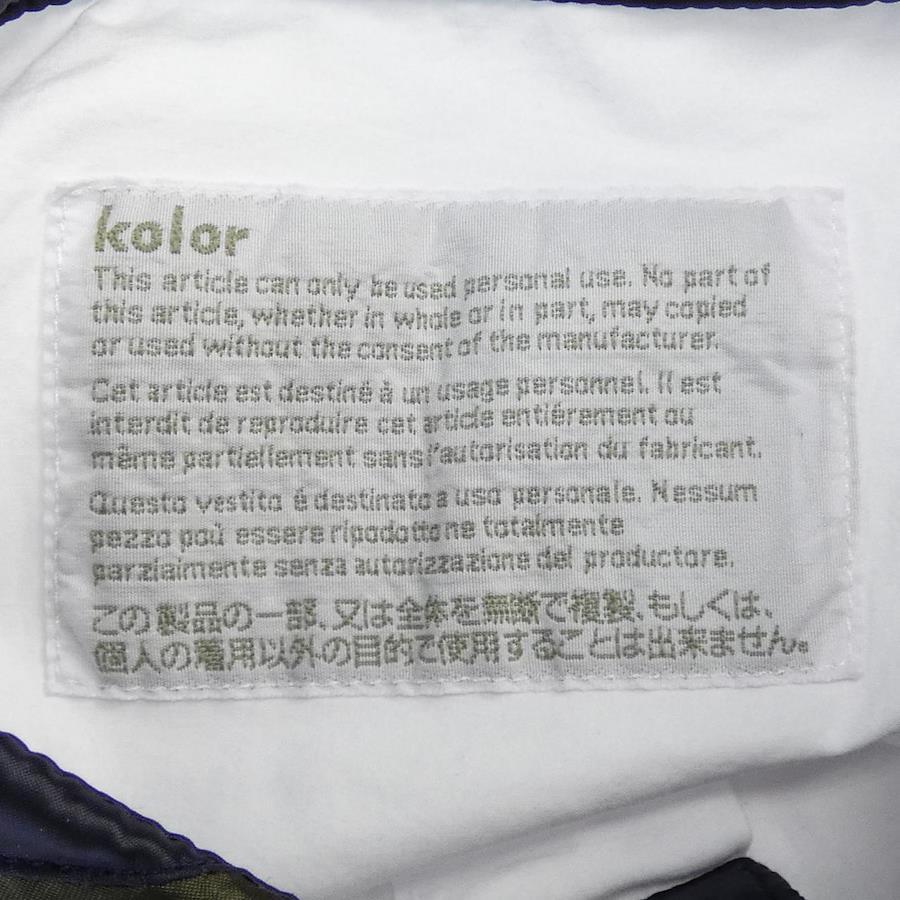 kolor
This article can only be used personal use. No part of
this article, whether in whole or in part, may copied
or used without the consent of the manufacturer.
Cet article est destiné à un usage personnel. Il est
interdit de reproduire cet article entiérement ou
même partiellement sans l'autorisation du fabricant.
Questo vestito é destinato a uso personale. Nessum
pezzo poù essere ripodotto ne totalmente
parzialmente senza autorizzazione del productore.
この製品の一部、又は全体を無断で複製、もしくは、
個人の着用以外の目的で使用することは出来ません。